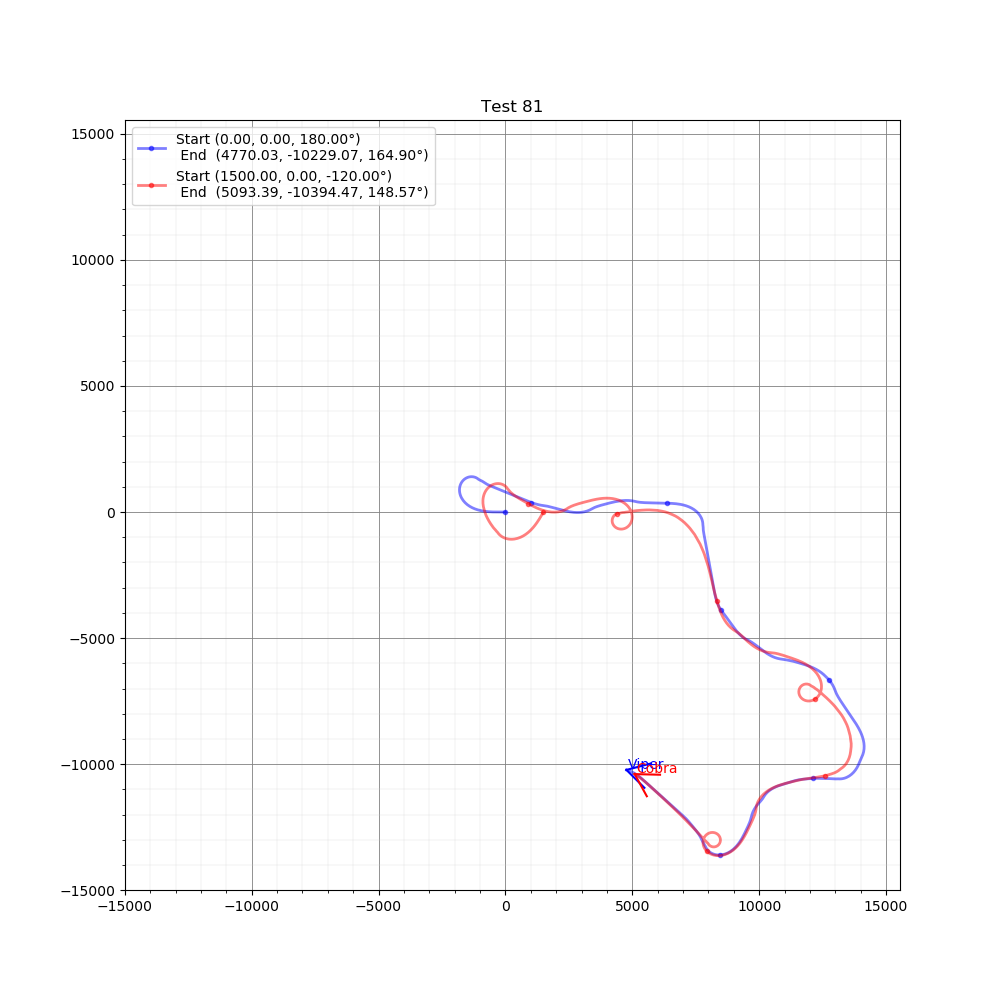 Test 81
Start (0.00, 0.00, 180.00°)
End  (4770.03, -10229.07, 164.90°)
Start (1500.00, 0.00, -120.00°)
End  (5093.39, -10394.47, 148.57°)
15000
10000
5000
0
−5000
−10000
−15000
Viper
Cobra
−15000 −10000 −5000 0 5000 10000 15000